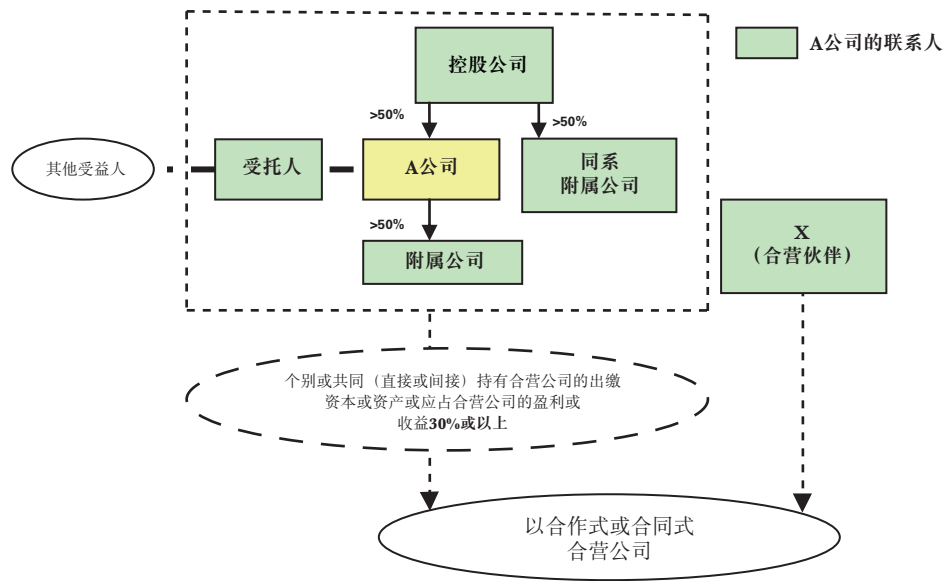 控股公司
A公司的联系人
>50%
>50%
其他受益人
受托人
A公司
同系
附属公司
>50%
附属公司
X
（合营伙伴）
个别或共同（直接或间接）持有合营公司的出缴
资本或资产或应占合营公司的盈利或
收益30%或以上
以合作式或合同式
合营公司